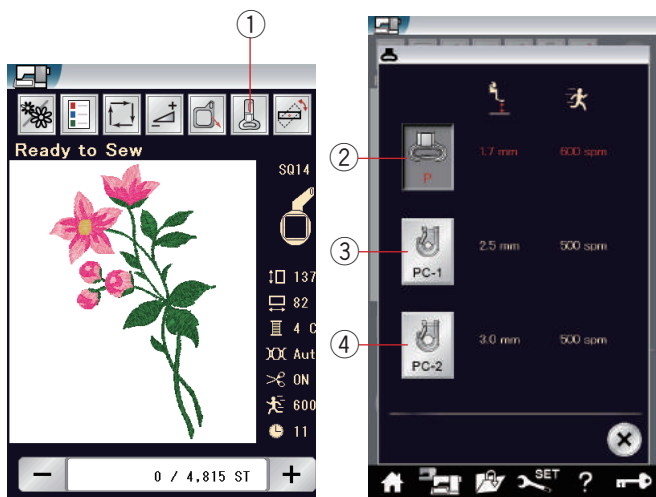 1
Ready to Sew
SQ14
137
82
4 C
Aut
ON
600
11
− 0 / 4,815 ST +
2
P 1.7 mm 600 spm
3
PC-1 2.5 mm 500 spm
4
PC-2 3.0 mm 500 spm
SET ?